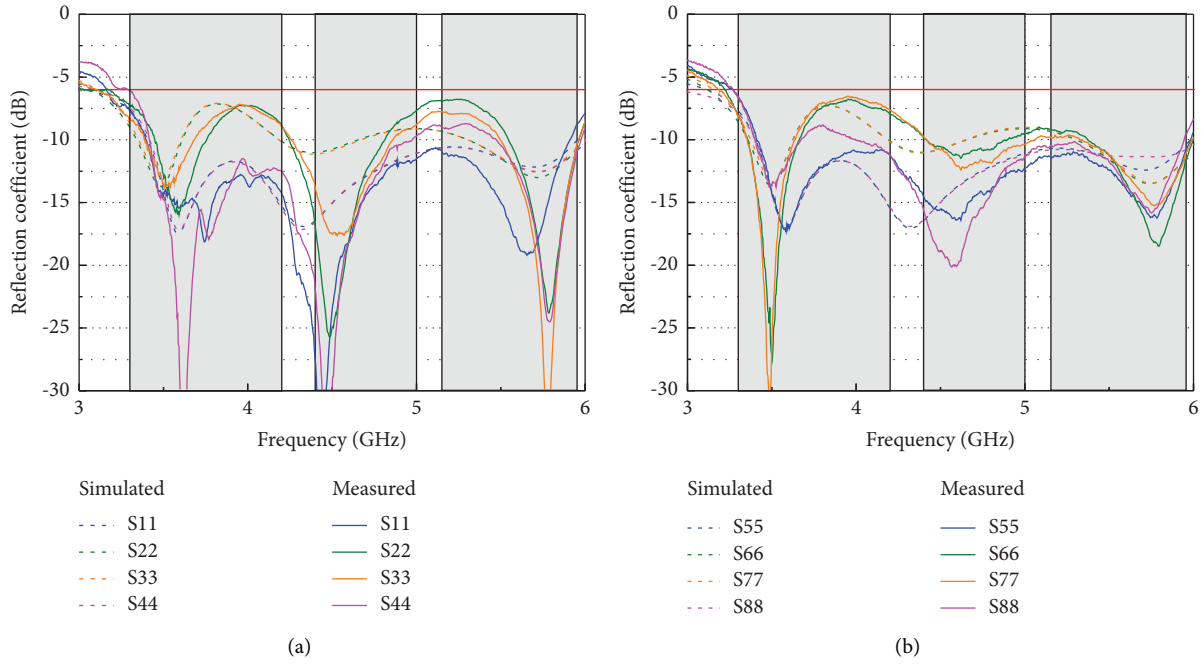 0
-5
-10
-15
-20
-25
-30
Reflection coefficient (dB)
3
4
5
6
Frequency (GHz)
Simulated
Measured
S11
S11
S22
S22
S33
S33
S44
S44
(a)
0
-5
-10
-15
-20
-25
-30
Reflection coefficient (dB)
3
4
5
6
Frequency (GHz)
Simulated
Measured
S55
S55
S66
S66
S77
S77
S88
S88
(b)